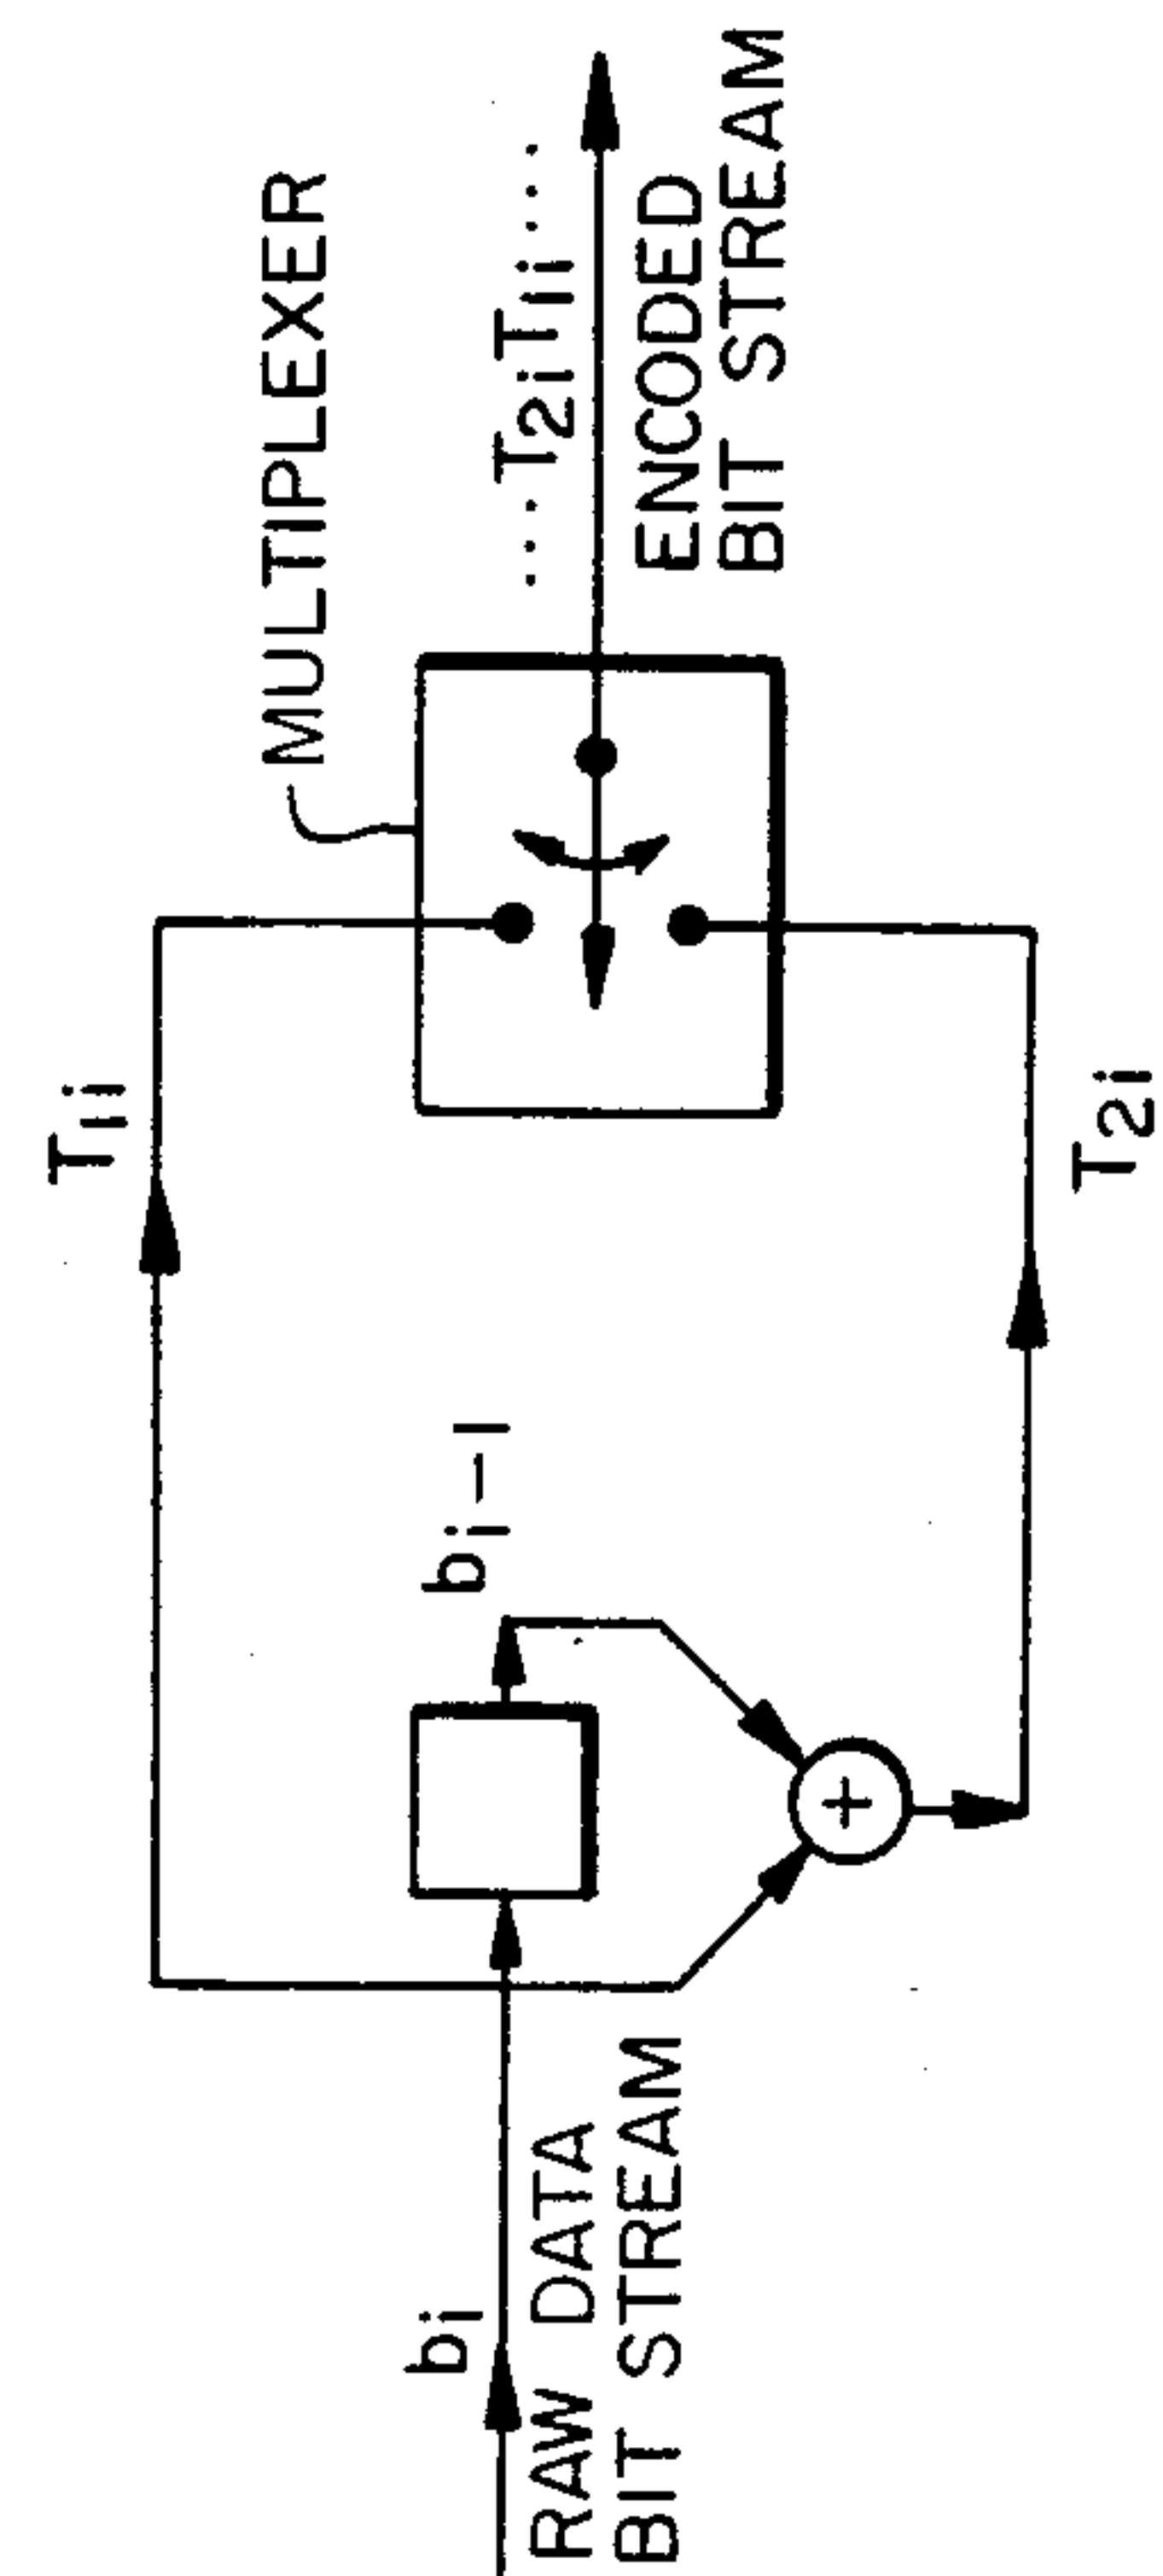 bi
RAW DATA
BIT STREAM
bi-1
+
T1i
T2i
MULTIPLEXER
....T2iT1i....
ENCODED
BIT STREAM